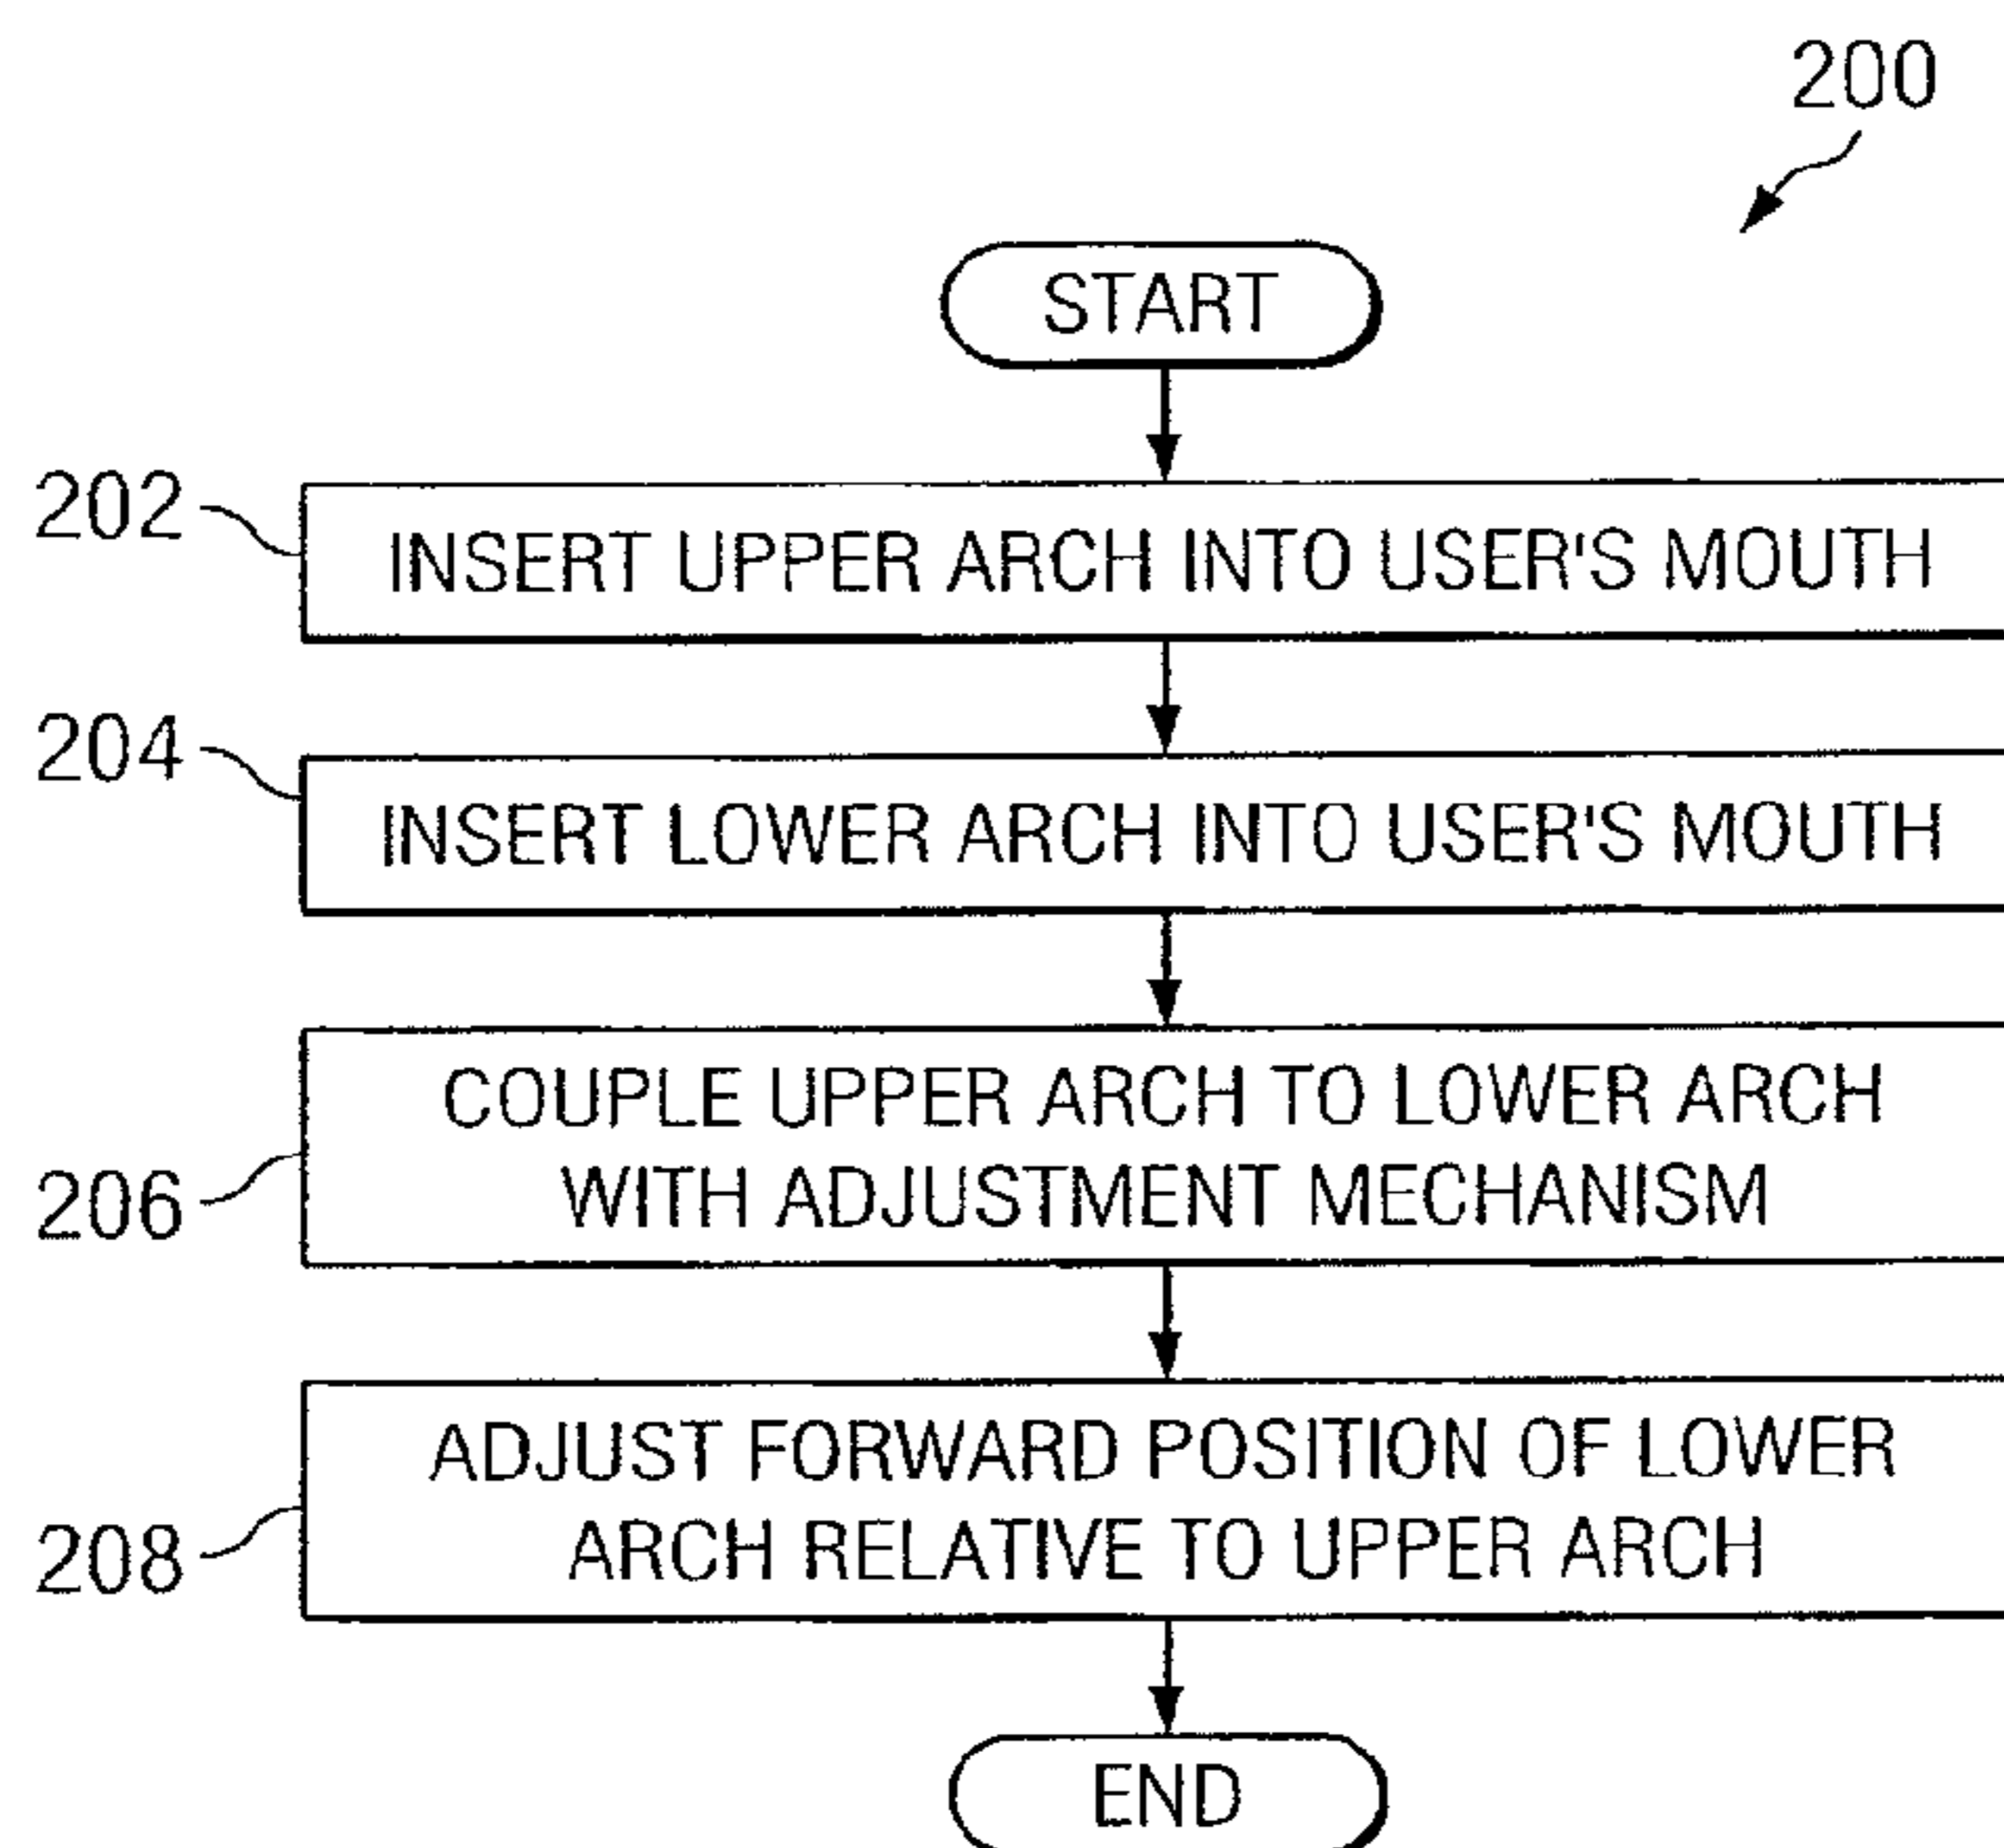 200
START
202
INSERT UPPER ARCH INTO USER'S MOUTH
204
INSERT LOWER ARCH INTO USER'S MOUTH
206
COUPLE UPPER ARCH TO LOWER ARCH
WITH ADJUSTMENT MECHANISM
208
ADJUST FORWARD POSITION OF LOWER
ARCH RELATIVE TO UPPER ARCH
END